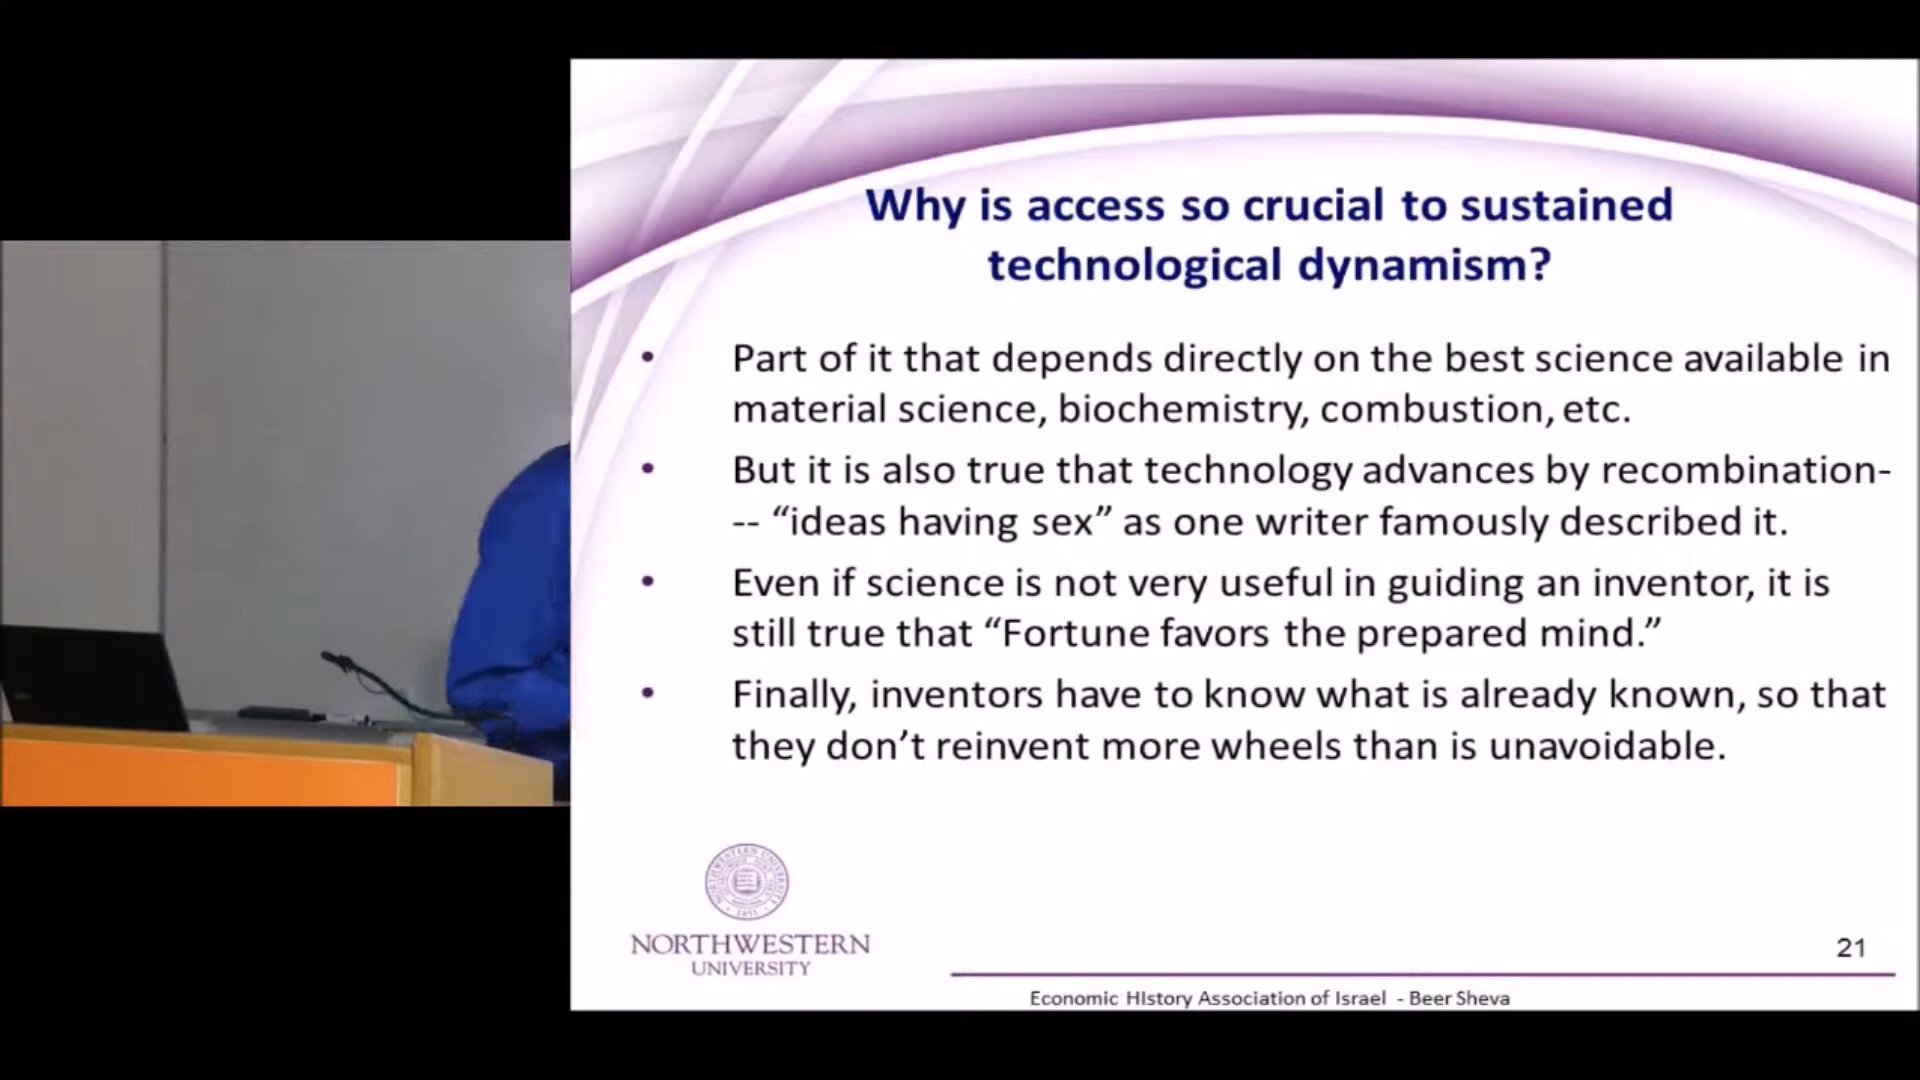 Why is access so crucial to sustained
technological dynamism?
• Part of it that depends directly on the best science available in
material science, biochemistry, combustion, etc.
• But it is also true that technology advances by recombination-
-- “ideas having sex” as one writer famously described it.
• Even if science is not very useful in guiding an inventor, it is
still true that “Fortune favors the prepared mind.”
• Finally, inventors have to know what is already known, so that
they don’t reinvent more wheels than is unavoidable.
NORTHWESTERN
UNIVERSITY
21
Economic HIstory Association of Israel - Beer Sheva